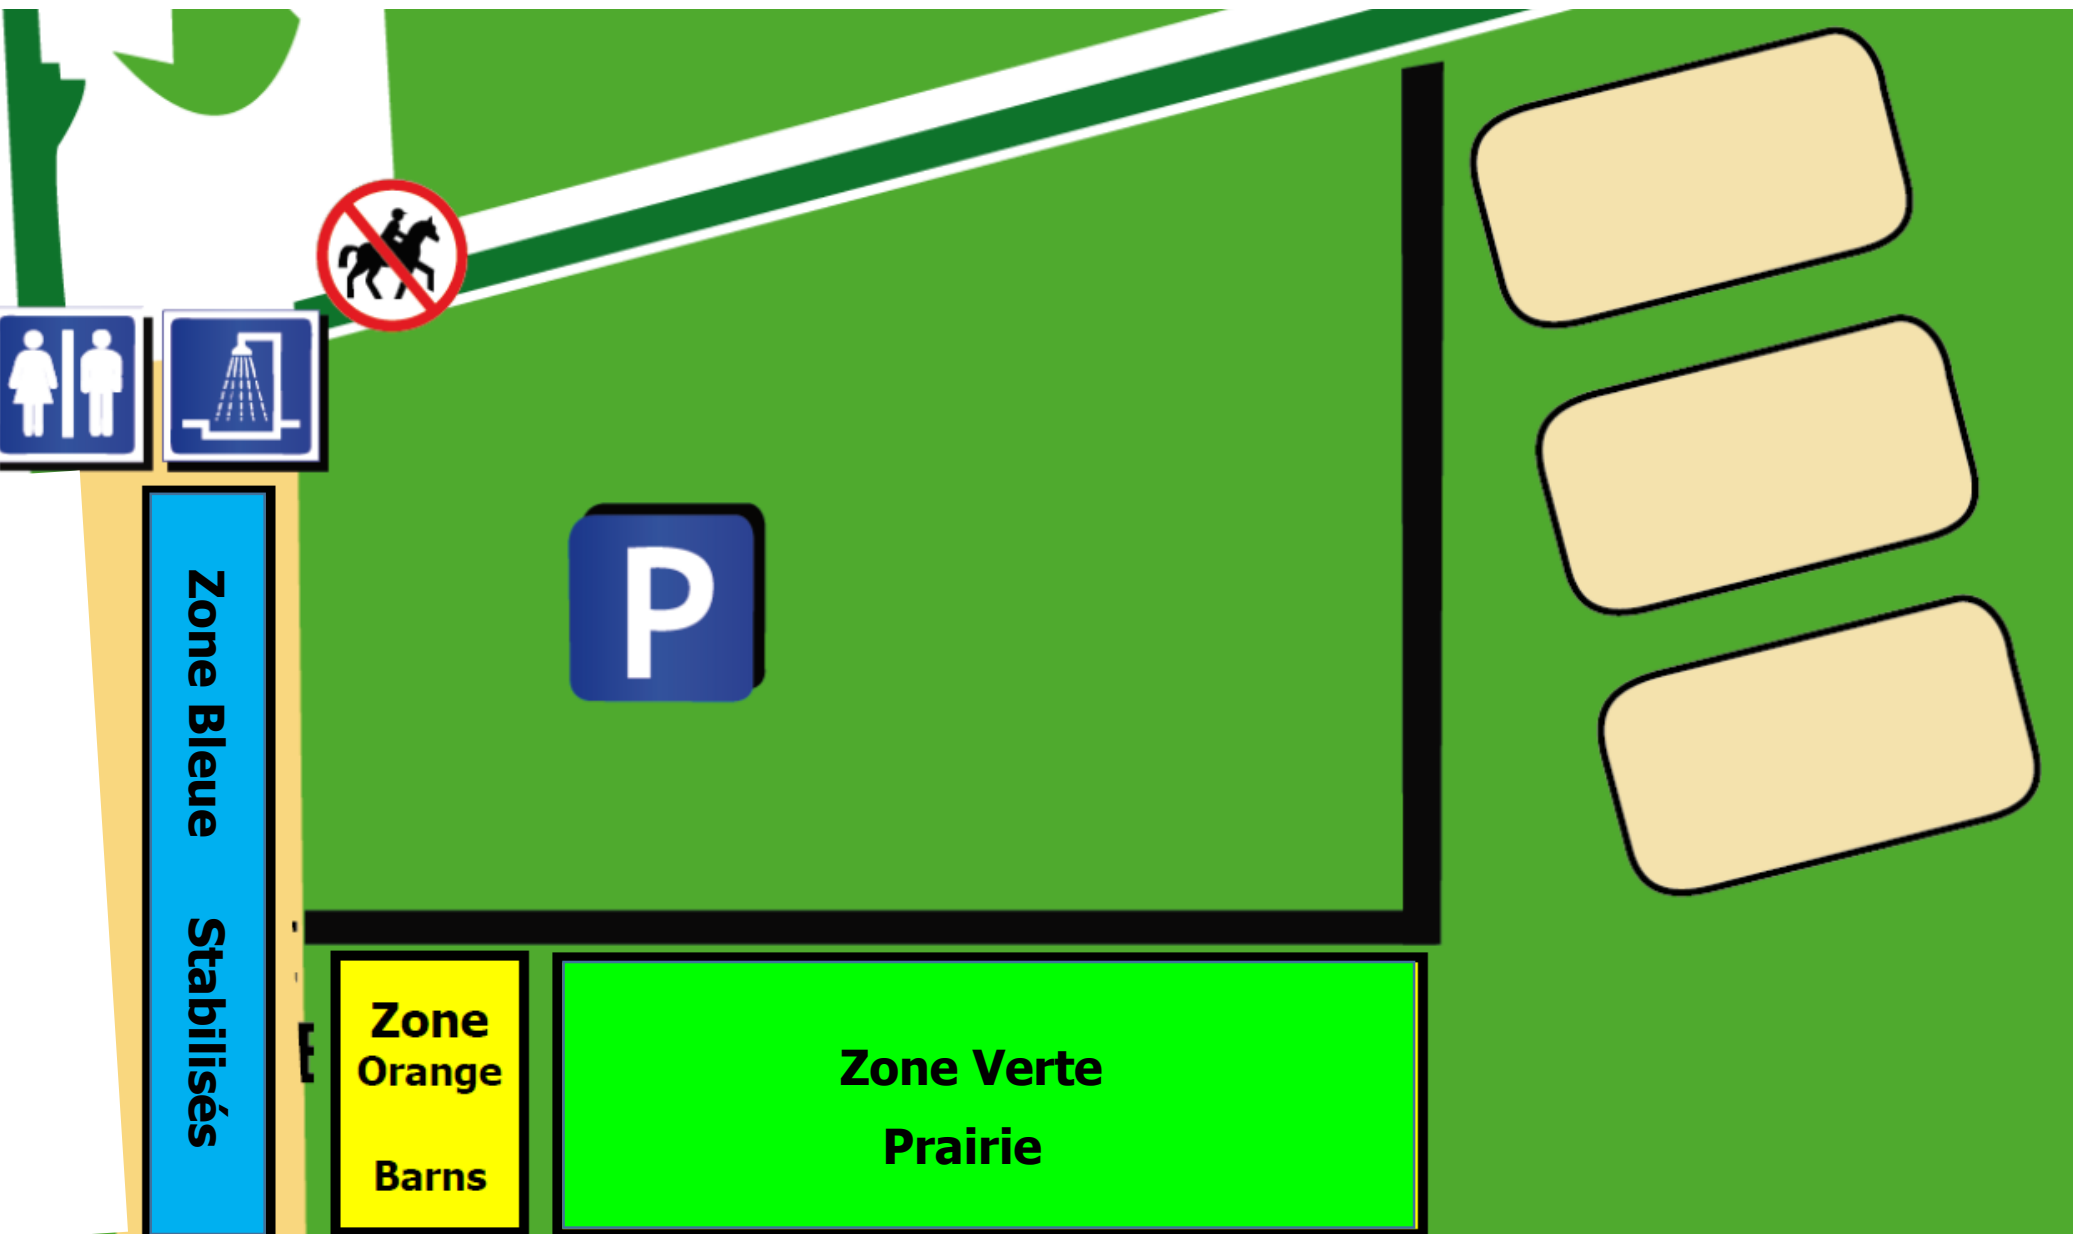 P
Zone Bleue Stabilisés
E
Zone
Orange
Barns
Zone Verte
Prairie